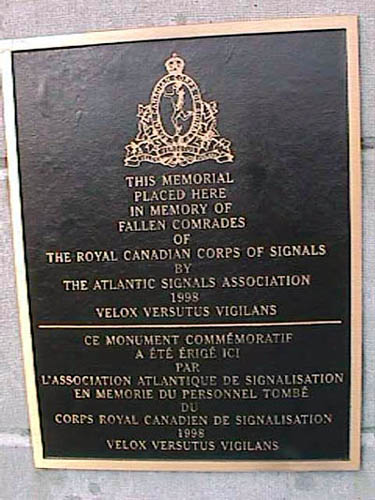 THIS MEMORIAL
PLACED HERE
IN MEMORY OF
FALLEN COMRADES
OF
THE ROYAL CANADIAN CORPS OF SIGNALS
BY
THE ATLANTIC SIGNALS ASSOCIATION
1998
VELOX VERSUTUS VIGILANS
CE MONUMENT COMMÉMORATIF
A ÉTÉ ÉRIGÉ ICI
PAR
L'ASSOCIATION ATLANTIQUE DE SIGNALISATION
EN MEMORIE DU PERSONNEL TOMBÉ
DU
CORPS ROYAL CANADIEN DE SIGNALISATION
1998
VELOX VERSUTUS VIGILANS